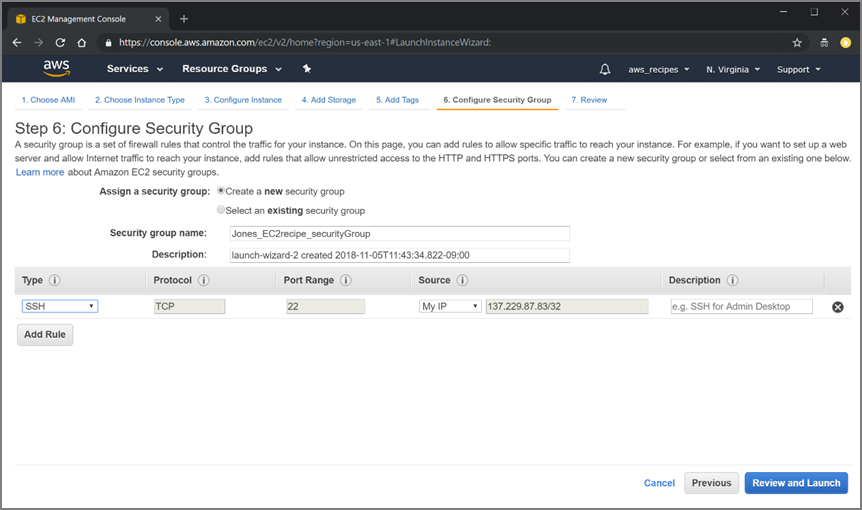 EC2 Management Console
https://console.aws.amazon.com/ec2/v2/home?region=us-east-1#LaunchInstanceWizard:
aws Services Resource Groups aws_recipes N. Virginia Support
1. Choose AMI 2. Choose Instance Type 3. Configure Instance 4. Add Storage 5. Add Tags 6. Configure Security Group 7. Review
Step 6: Configure Security Group
A security group is a set of firewall rules that control the traffic for your instance. On this page, you can add rules to allow specific traffic to reach your instance. For example, if you want to set up a web
server and allow Internet traffic to reach your instance, add rules that allow unrestricted access to the HTTP and HTTPS ports. You can create a new security group or select from an existing one below.
Learn more about Amazon EC2 security groups.
Assign a security group: Create a new security group
Select an existing security group
Security group name: Jones_EC2recipe_securityGroup
Description: launch-wizard-2 created 2018-11-05T11:43:34.822-09:00
Type i Protocol i Port Range i Source i Description i
SSH TCP 22 My IP 137.229.87.83/32 e.g. SSH for Admin Desktop
Add Rule
Cancel Previous Review and Launch